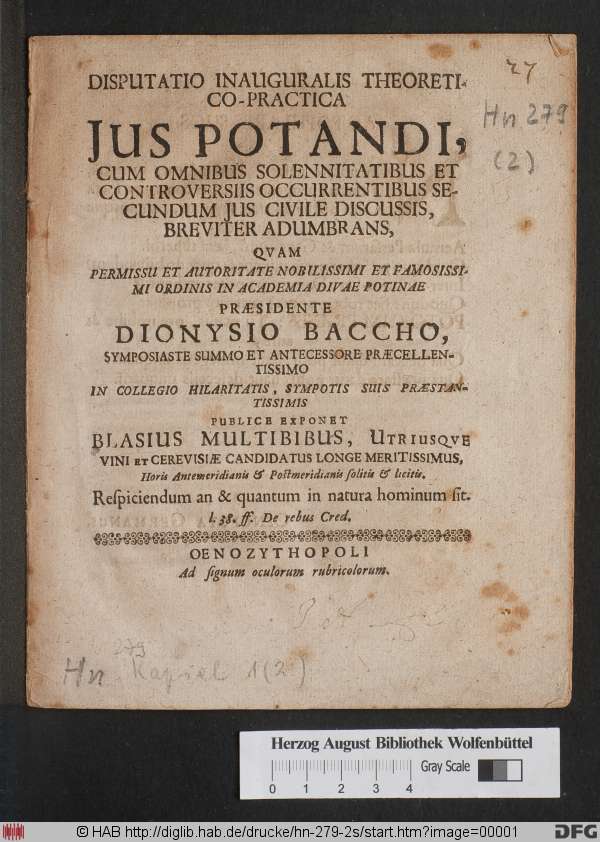 27
Hn 279
(2)
DISPUTATIO INAUGURALIS THEORETI-
CO-PRACTICA
JUS POTANDI,
CUM OMNIBUS SOLENNITATIBUS ET
CONTROVERSIIS OCCURRENTIBUS SE-
CUNDUM JUS CIVILE DISCUSSIS,
BREVITER ADUMBRANS,
QVAM
PERMISSU ET AUTORITATE NOBILISSIMI ET FAMOSISSI-
MI ORDINIS IN ACADEMIA DIVAE POTINAE
PRÆSIDENTE
DIONYSIO BACCHO,
SYMPOSIASTE SUMMO ET ANTECESSORE PRÆCELLEN-
TISSIMO
IN COLLEGIO HILARITATIS, SYMPOTIS SUIS PRÆSTAN-
TISSIMIS
PUBLICE EXPONET
BLASIUS MULTIBIBUS, UTRIUSQVE
VINI ET CEREVISIÆ CANDIDATUS LONGE MERITISSIMUS,
Horis Antemeridianis & Poſtmeridianis ſolitis & licitis.
Reſpiciendum an & quantum in natura hominum ſit.
l. 38. ff. De rebus Cred.
OENOZYTHOPOLI
Ad ſignum oculorum rubricolorum.
279
Hn Kapsel 1 (2)
Herzog August Bibliothek Wolfenbüttel
0 1 2 3 4 Gray Scale
© HAB http://diglib.hab.de/drucke/hn-279-2s/start.htm?image=00001
DFG